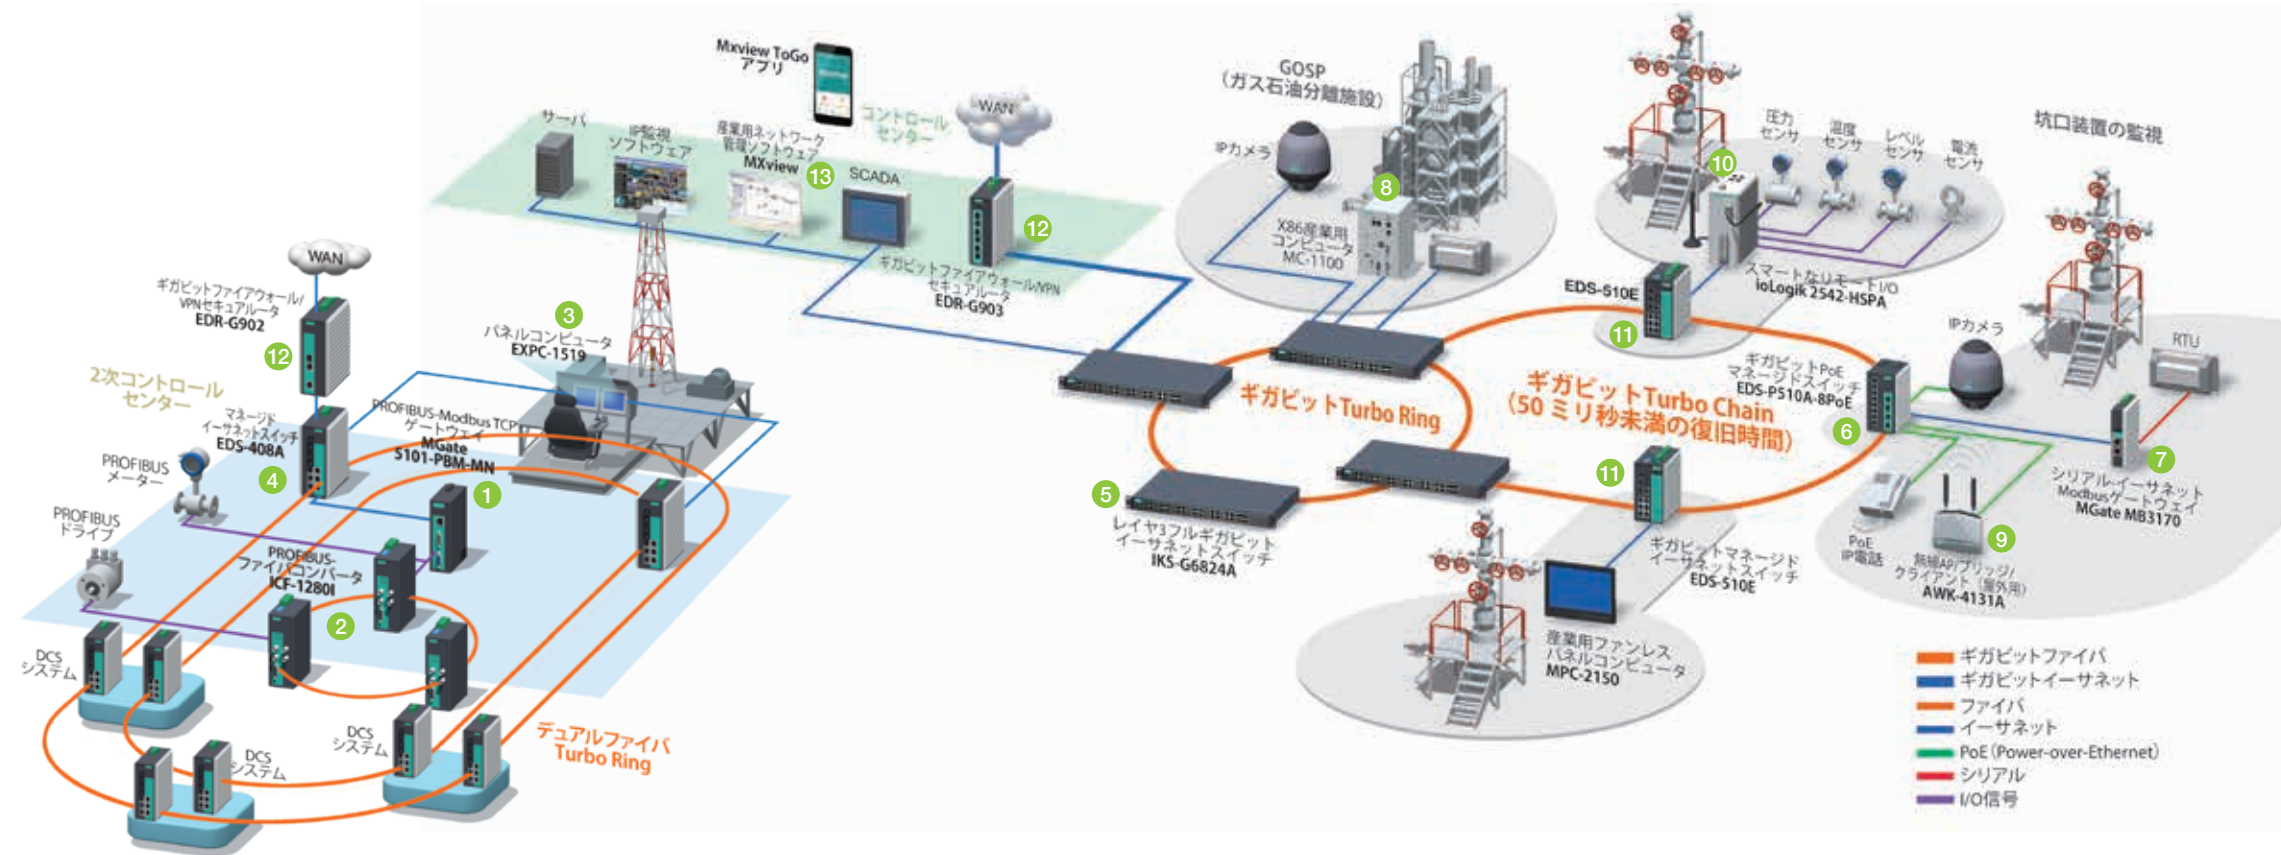 Mxview ToGo
アプリ
コントロール
センター
WAN
サーバ
IP監視
ソフトウェア
産業用ネットワーク
管理ソフトウェア
MXview
13
SCADA
12
ギガビットファイアウォール/VPN
セキュアルータ
EDR-G903
WAN
ギガビットファイアウォール/
VPNセキュアルータ
EDR-G902
12
2次コントロール
センター
マネージド
イーサネットスイッチ
EDS-408A
4
3
パネルコンピュータ
EXPC-1519
PROFIBUS-Modbus TCP
ゲートウェイ
MGate
5101-PBM-MN
1
PROFIBUS
メーター
PROFIBUS
ドライブ
PROFIBUS-
ファイバコンバータ
ICF-1280I
2
DCS
システム
DCS
システム
DCS
システム
デュアルファイバ
Turbo Ring
GOSP
（ガス石油分離施設）
IPカメラ
8
X86産業用
コンピュータ
MC-1100
ギガビットTurbo Ring
5
レイヤ3フルギガビット
イーサネットスイッチ
IKS-G6824A
ギガビットTurbo Chain
（50 ミリ秒未満の復旧時間）
10
圧力
センサ
温度
センサ
レベル
センサ
電流
センサ
スマートなリモートI/O
ioLogik 2542-HSPA
EDS-510E
11
坑口装置の監視
IPカメラ
RTU
ギガビットPoE
マネージドスイッチ
EDS-P510A-8PoE
6
7
シリアル-イーサネット
Modbusゲートウェイ
MGate MB3170
PoE
IP電話
9
無線AP/ブリッジ/
クライアント（屋外用）
AWK-4131A
11
ギガビットマネージド
イーサネットスイッチ
EDS-510E
産業用ファンレス
パネルコンピュータ
MPC-2150
ギガビットファイバ
ギガビットイーサネット
ファイバ
イーサネット
PoE（Power-over-Ethernet）
シリアル
I/O信号